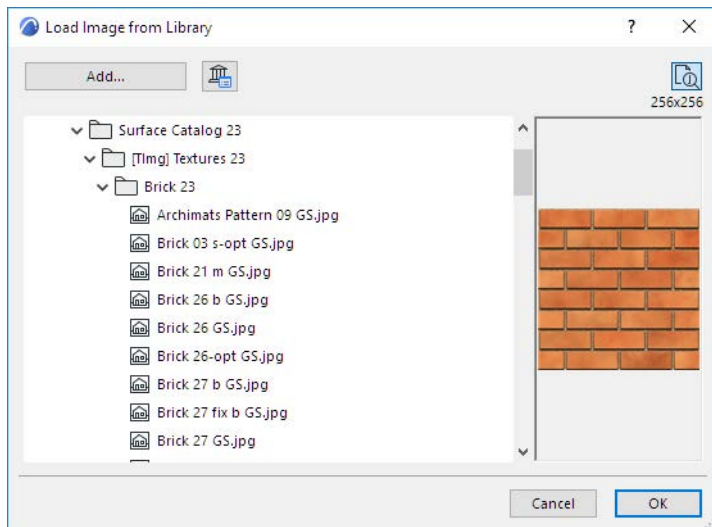 Load Image from Library
?
Add...
256x256
Surface Catalog 23
[TImg] Textures 23
Brick 23
Archimats Pattern 09 GS.jpg
Brick 03 s-opt GS.jpg
Brick 21 m GS.jpg
Brick 26 b GS.jpg
Brick 26 GS.jpg
Brick 26-opt GS.jpg
Brick 27 b GS.jpg
Brick 27 fix b GS.jpg
Brick 27 GS.jpg
Cancel
OK